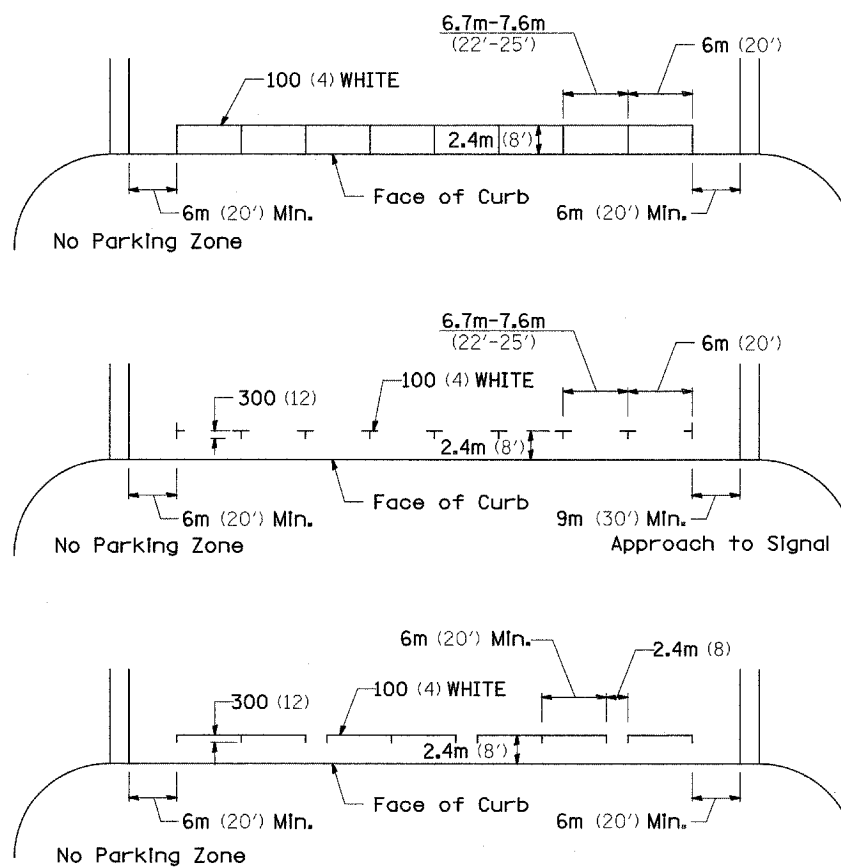 6.7m-7.6m
(22'-25')
6m (20')
100 (4) WHITE
2.4m (8')
Face of Curb
6m (20') Min.
6m (20') Min.
No Parking Zone
6.7m-7.6m
(22'-25')
6m (20')
300 (12)
100 (4) WHITE
2.4m (8')
Face of Curb
6m (20') Min.
9m (30') Min.
No Parking Zone
Approach to Signal
6m (20') Min.
2.4m (8)
300 (12)
100 (4) WHITE
2.4m (8')
Face of Curb
6m (20') Min.
6m (20') Min.
No Parking Zone